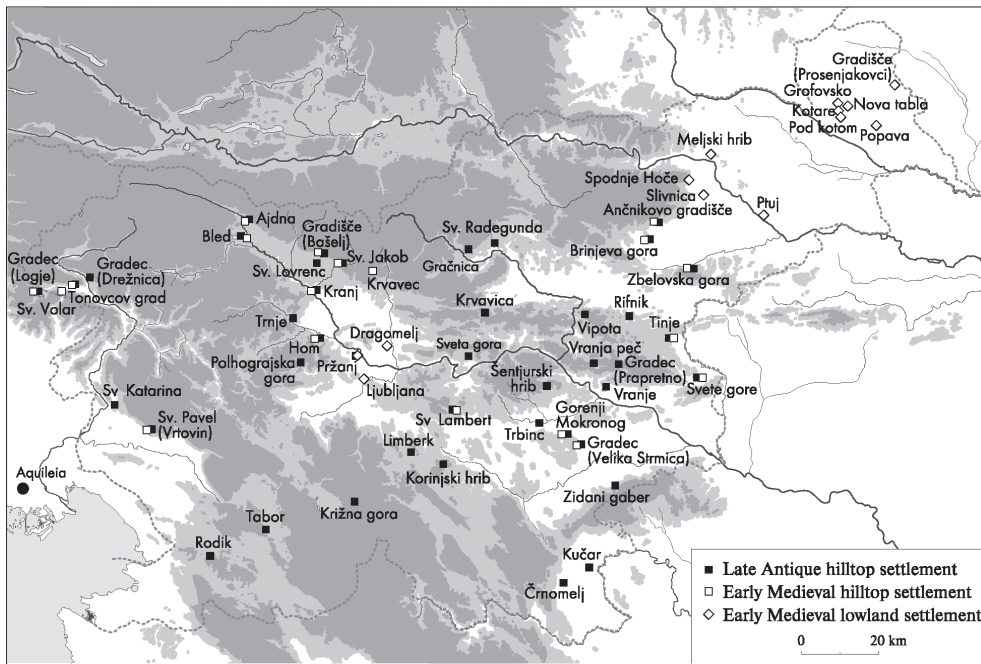 Gradišče
(Prosenjakovci)
Grofovsko
Kotare
Nova tabla
Pod kotom
Popava
Meljski hrib
Spodnje Hoče
Slivnica
Ančnikovo gradišče
Ptuj
Brinjeva gora
Zbelovska gora
Ajdna
Bled
Gradišče
(Bašelj)
Sv. Jakob
Sv. Lovrenc
Krvavec
Kranj
Sv. Radegunda
Gračnica
Krvavica
Gradec
(Logje)
Gradec
(Drežnica)
Tonovcov grad
Sv. Volar
Trnje
Hom
Pržanj
Dragomelj
Polhograjska
gora
Ljubljana
Sveta gora
Rifnik
Vipota
Tinje
Vranja peč
Gradec
(Prapretno)
Šentjurski
hrib
Vranje
Svete gore
Sv
Katarina
Sv. Pavel
(Vrtovin)
Sv Lambert
Gorenji
Mokronog
Trbinc
Gradec
(Velika Strmica)
Limberk
Korinjski hrib
Aquileia
Zidani gaber
Križna gora
Tabor
Rodik
Kučar
Črnomelj
Late Antique hilltop settlement
Early Medieval hilltop settlement
Early Medieval lowland settlement
0 20 km